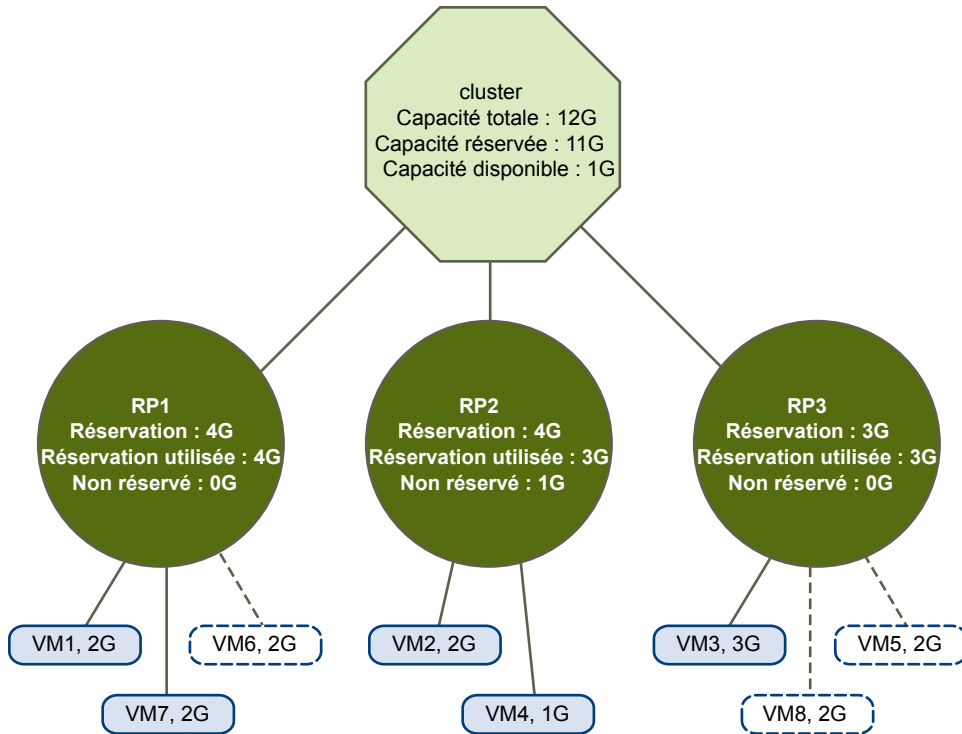 cluster
Capacité totale : 12G
Capacité réservée : 11G
Capacité disponible : 1G
RP1
Réservation : 4G
Réservation utilisée : 4G
Non réservé : 0G
RP2
Réservation : 4G
Réservation utilisée : 3G
Non réservé : 1G
RP3
Réservation : 3G
Réservation utilisée : 3G
Non réservé : 0G
VM1, 2G
VM6, 2G
VM2, 2G
VM3, 3G
VM5, 2G
VM7, 2G
VM4, 1G
VM8, 2G